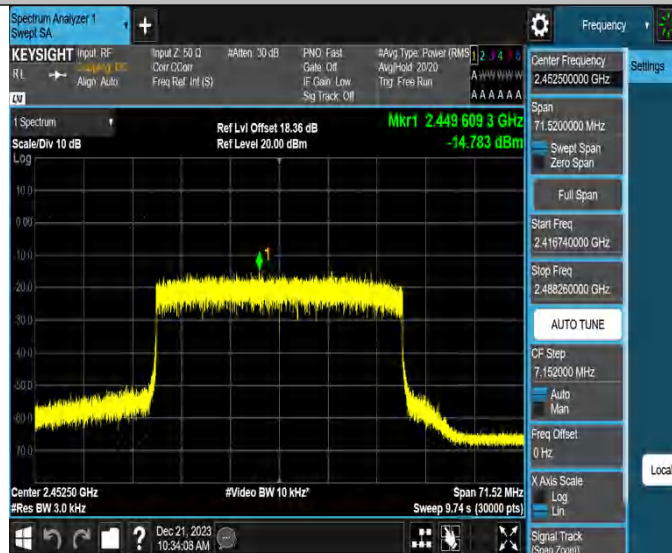 Spectrum Analyzer 1
Swept SA
+
Frequency
KEYSIGHT
RL
Input: RF
Coupling: DC
Align: Auto
Input Z: 50 Ω
Corr CCorr
Freq Ref: Int (S)
#Atten: 30 dB
PNO: Fast
Gate: Off
IF Gain: Low
Sig Track: Off
#Avg Type: Power (RMS
Avg|Hold: 20/20
Trig: Free Run
1 2 3 4 5 6
A W W W W W
A A A A A A
1 Spectrum
Scale/Div 10 dB
Ref Lvl Offset 18.36 dB
Ref Level 20.00 dBm
Mkr1 2.449 609 3 GHz
-14.783 dBm
Log
10.0
0.00
-10.0
-20.0
-30.0
-40.0
-50.0
-60.0
-70.0
1
Center 2.45250 GHz
#Res BW 3.0 kHz
#Video BW 10 kHz*
Span 71.52 MHz
Sweep 9.74 s (30000 pts)
Dec 21, 2023
10:34:08 AM
?
Center Frequency
2.452500000 GHz
Settings
Span
71.5200000 MHz
Swept Span
Zero Span
Full Span
Start Freq
2.416740000 GHz
Stop Freq
2.488260000 GHz
AUTO TUNE
CF Step
7.152000 MHz
Auto
Man
Freq Offset
0 Hz
X Axis Scale
Log
Lin
Local
Signal Track
(Span Zoom)